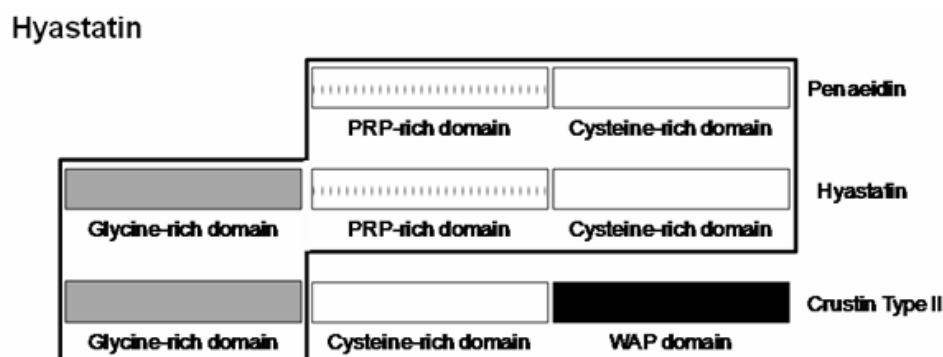 Hyastatin
Penaeidin
PRP-rich domain Cysteine-rich domain
Hyastatin
Glycine-rich domain PRP-rich domain Cysteine-rich domain
Crustin Type II
Glycine-rich domain Cysteine-rich domain WAP domain